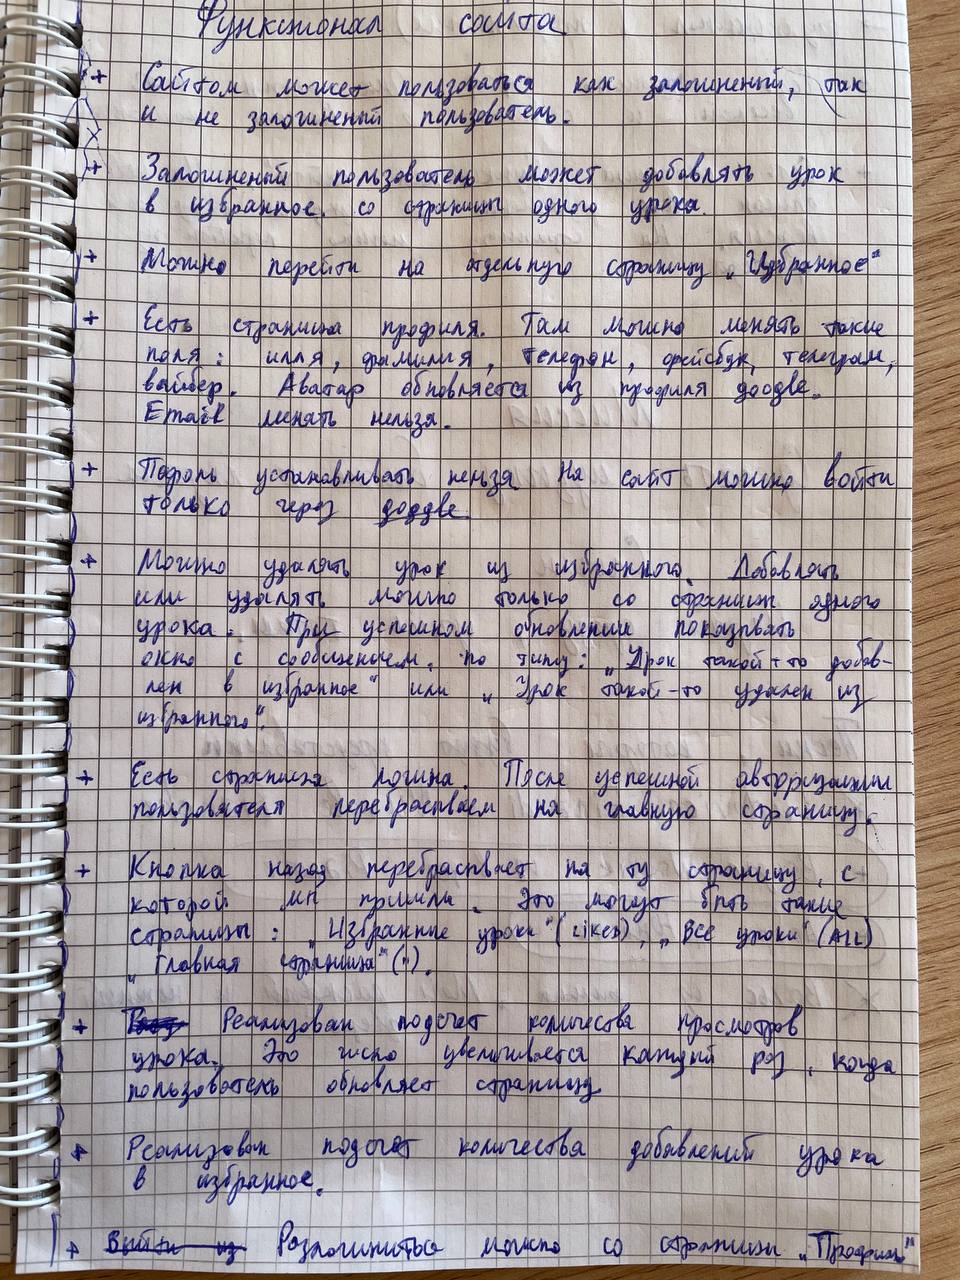 Функционал сайта
+ Сайтом может пользоваться как залогиненый, так
и не залогиненый пользователь.
+ Залогиненый пользователь может добавлять урок
в избранное. со страницы одного урока.
+ Можно перейти на отдельную страницу „Избранное“
+ Есть страница профиля. Там можно менять такие
поля: имя, фамилия, телефон, фейсбук, телеграм,
вайбер. Аватар обновляется из профиля
Email менять нельзя.
+ Пароль устанавливать нельзя На сайт можно войти
только через
+ Можно удалять урок из избранного. Добавлять
или удалять можно только со страницы одного
урока. При успешном обновлении показывать
окно с сообщением, по типу: „Урок такой-то добав-
лен в избранное“ или „Урок такой-то удален из
избранного“.
+ Есть страница логина. После успешной авторизации
пользователя перебрасываем на главную страницу.
+ Кнопка назад перебрасывает на ту страницу, с
которой мы пришли. Это могут быть такие
страницы: „Избранные уроки“ (likes), „Все уроки“ (All)
„Главная страница“ (/).
+ Реализован подсчет количества просмотров
урока. Это число увеличивается каждый раз, когда
пользователь обновляет страницу
+ Реализован подсчет количества добавлений урока
в избранное.
+ Войти из Разлогиниться можно со страницы „Профиль“